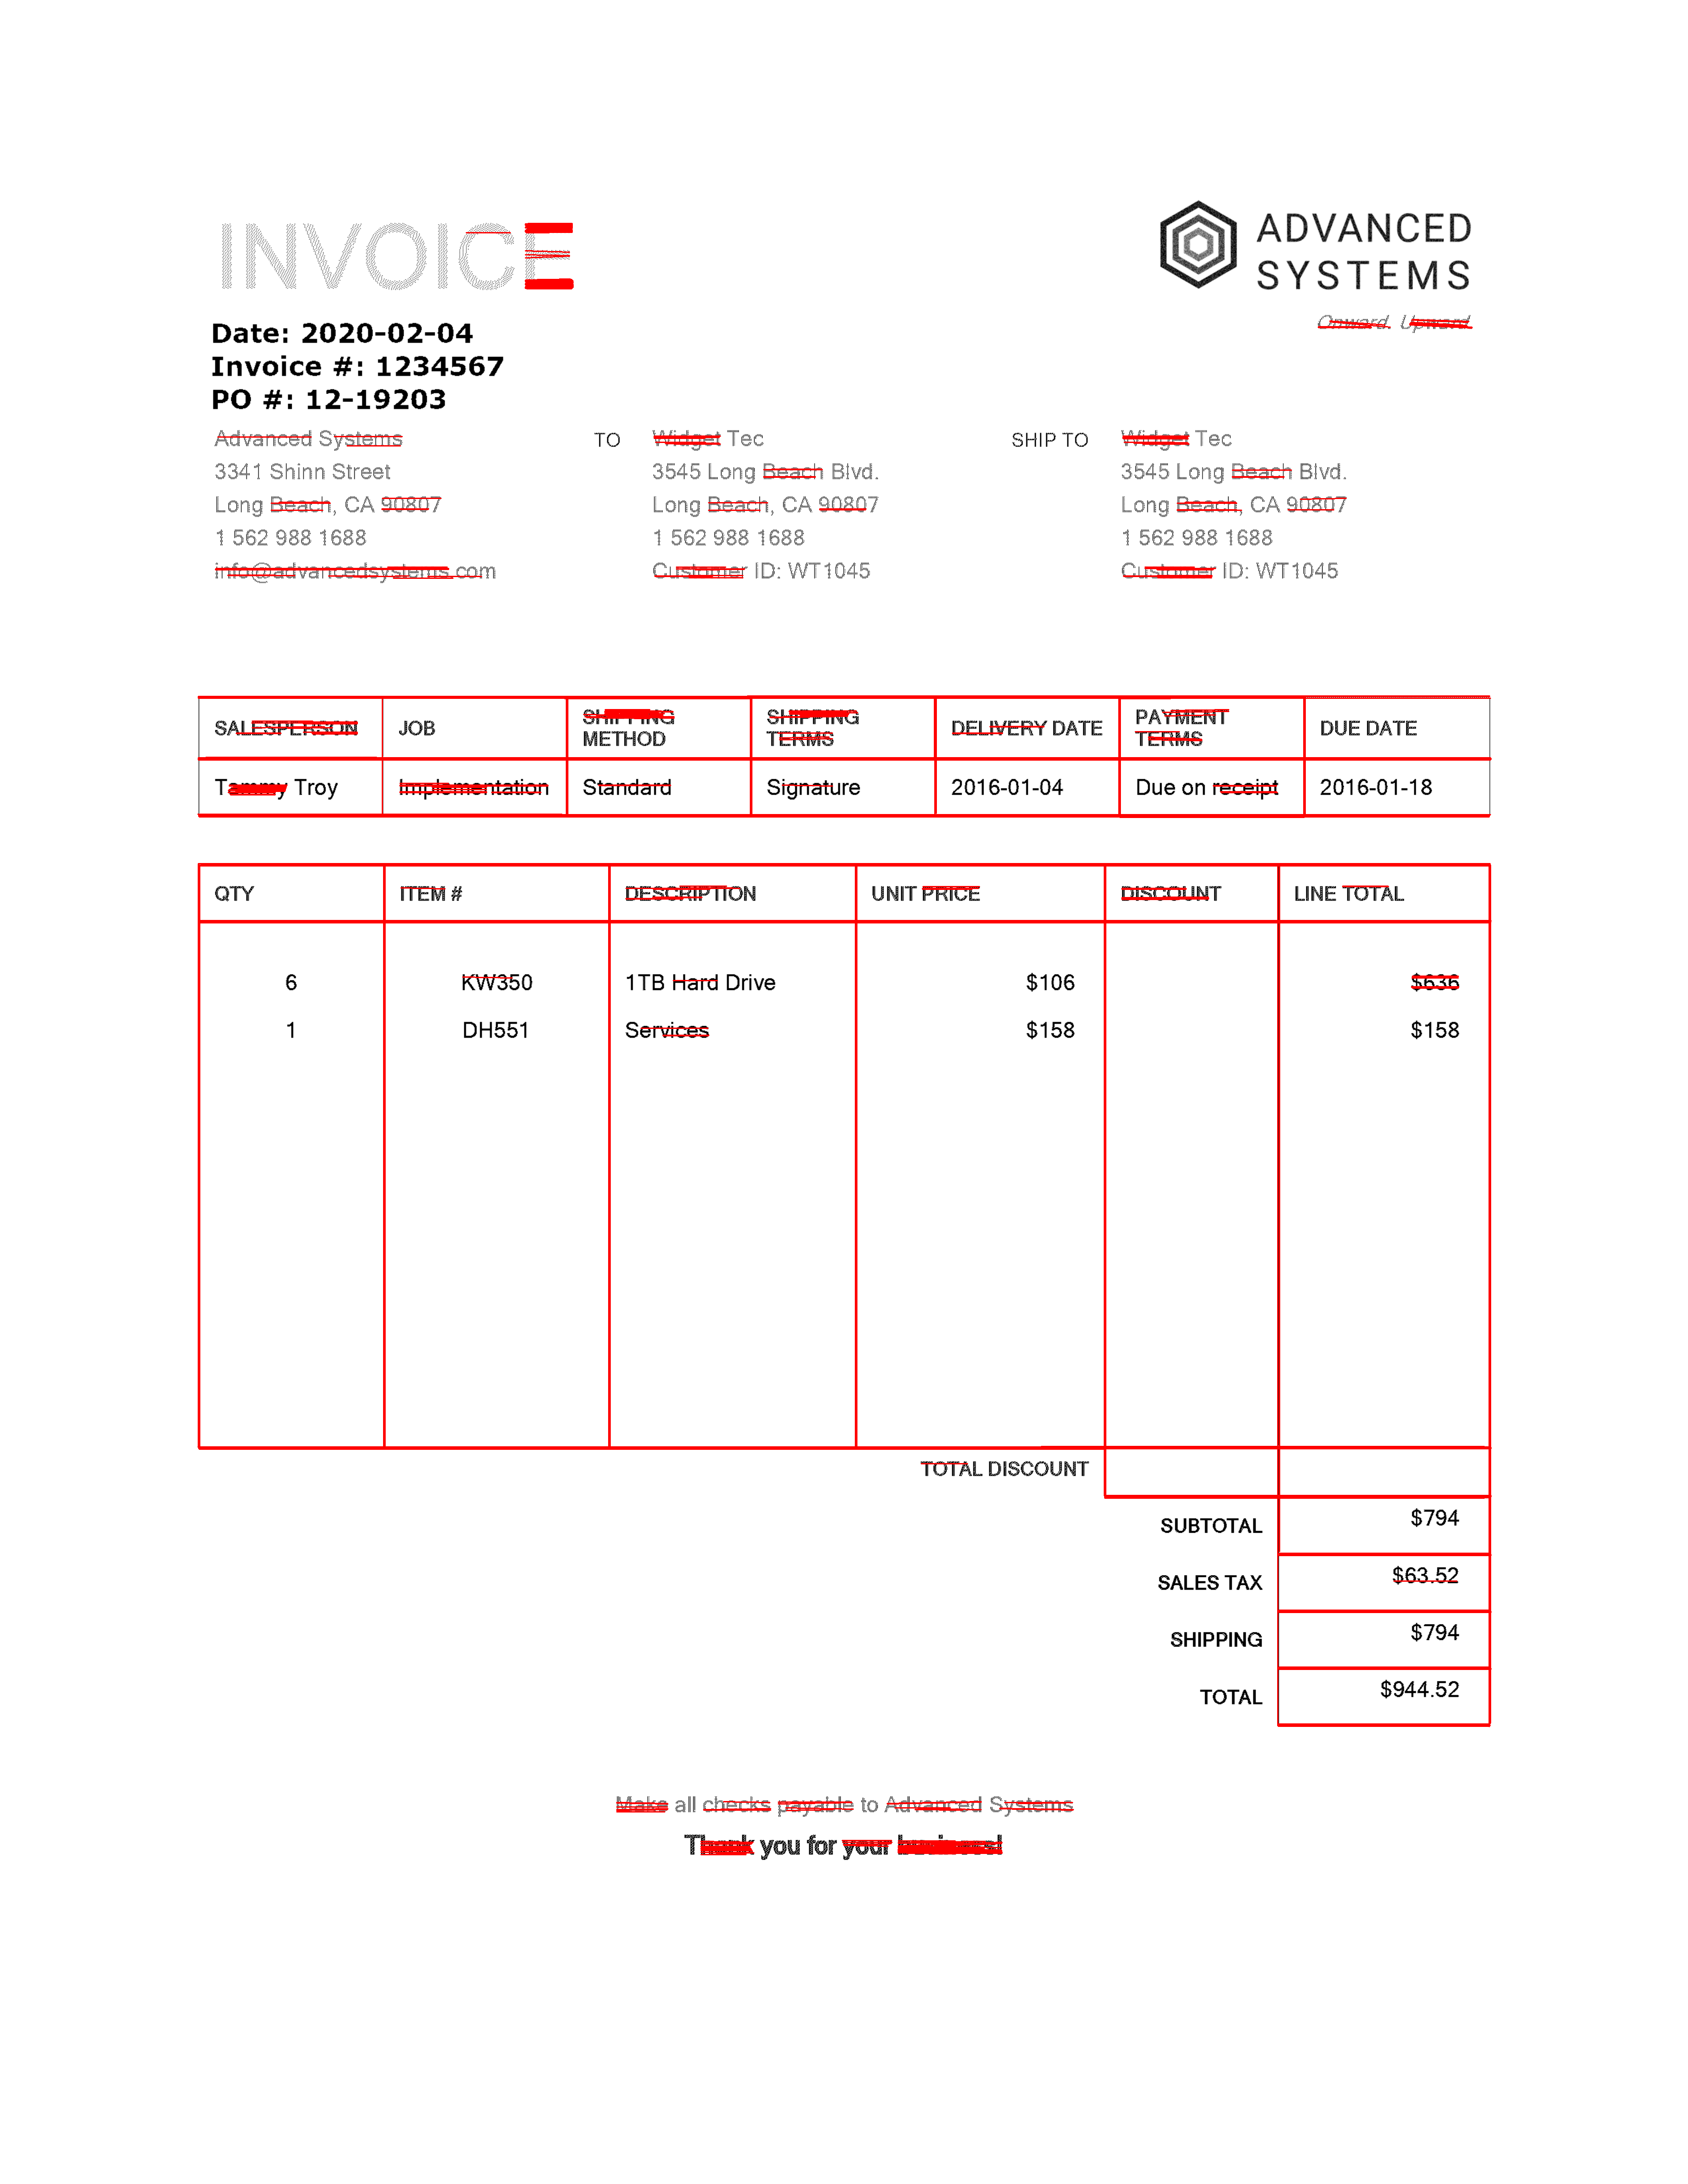 INVOICE
ADVANCED
SYSTEMS
Onward. Upward.
Date: 2020-02-04
Invoice #: 1234567
PO #: 12-19203
Advanced Systems
3341 Shinn Street
Long Beach, CA 90807
1 562 988 1688
info@advancedsystems.com
TO
Widget Tec
3545 Long Beach Blvd.
Long Beach, CA 90807
1 562 988 1688
Customer ID: WT1045
SHIP TO
Widget Tec
3545 Long Beach Blvd.
Long Beach, CA 90807
1 562 988 1688
Customer ID: WT1045
SALESPERSON JOB SHIPPING METHOD SHIPPING TERMS DELIVERY DATE PAYMENT TERMS DUE DATE
Tammy Troy Implementation Standard Signature 2016-01-04 Due on receipt 2016-01-18
QTY ITEM # DESCRIPTION UNIT PRICE DISCOUNT LINE TOTAL
6 KW350 1TB Hard Drive $106 $636
1 DH551 Services $158 $158
TOTAL DISCOUNT
SUBTOTAL $794
SALES TAX $63.52
SHIPPING $794
TOTAL $944.52
Make all checks payable to Advanced Systems
Thank you for your business!